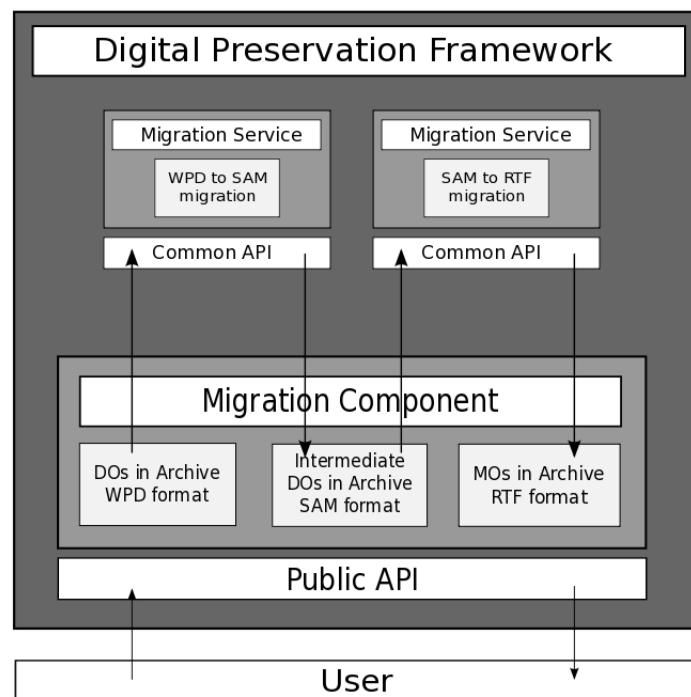 Digital Preservation Framework
Migration Service
WPD to SAM
migration
Common API
Migration Service
SAM to RTF
migration
Common API
Migration Component
DOs in Archive
WPD format
Intermediate
DOs in Archive
SAM format
MOs in Archive
RTF format
Public API
User